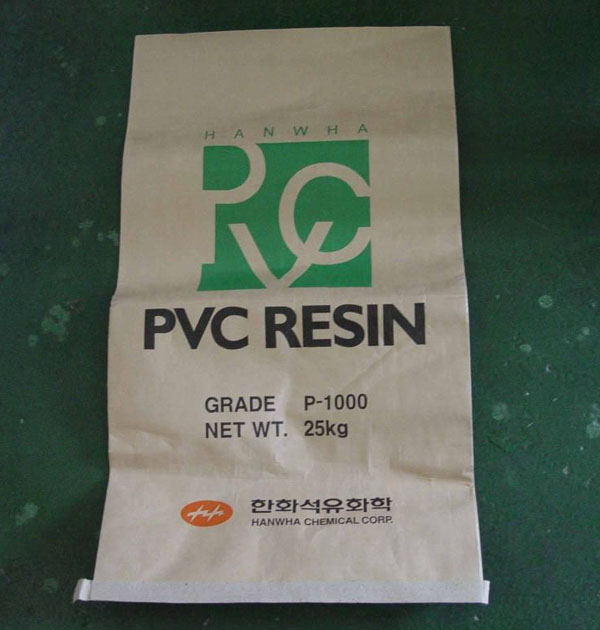 HANWHA
PVC
PVC RESIN
GRADE P-1000
NET WT. 25kg
한화석유화학
HANWHA CHEMICAL CORP.